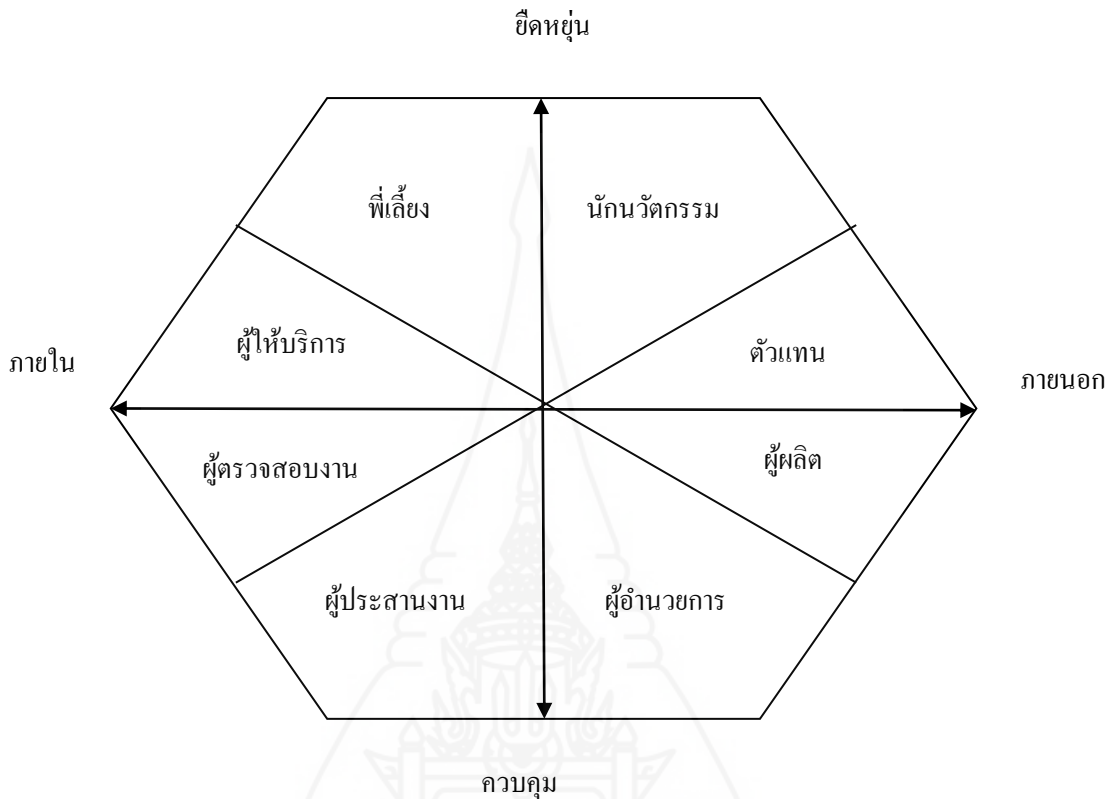 ยืดหยุ่น
พี่เลี้ยง
นักนวัตกรรม
ผู้ให้บริการ
ตัวแทน
ภายใน
ภายนอก
ผู้ตรวจสอบงาน
ผู้ผลิต
ผู้ประสานงาน
ผู้อำนวยการ
ควบคุม